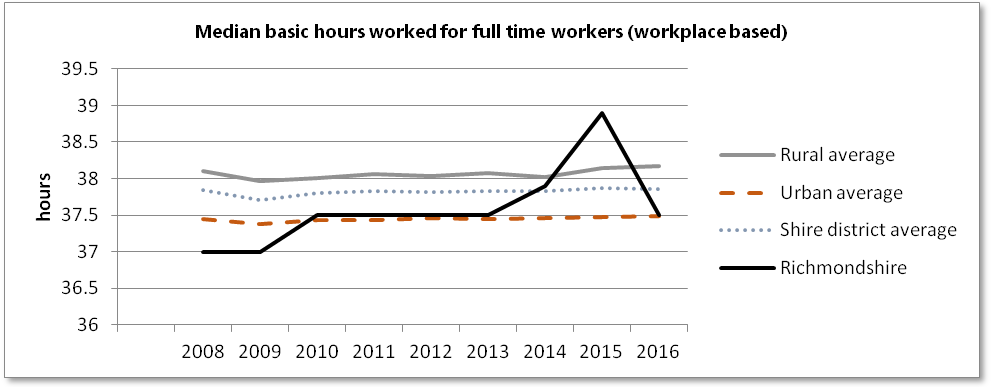 Median basic hours worked for full time workers (workplace based)
39.5
39
38.5
38
37.5
37
36.5
36
hours
2008 2009 2010 2011 2012 2013 2014 2015 2016
Rural average
Urban average
Shire district average
Richmondshire